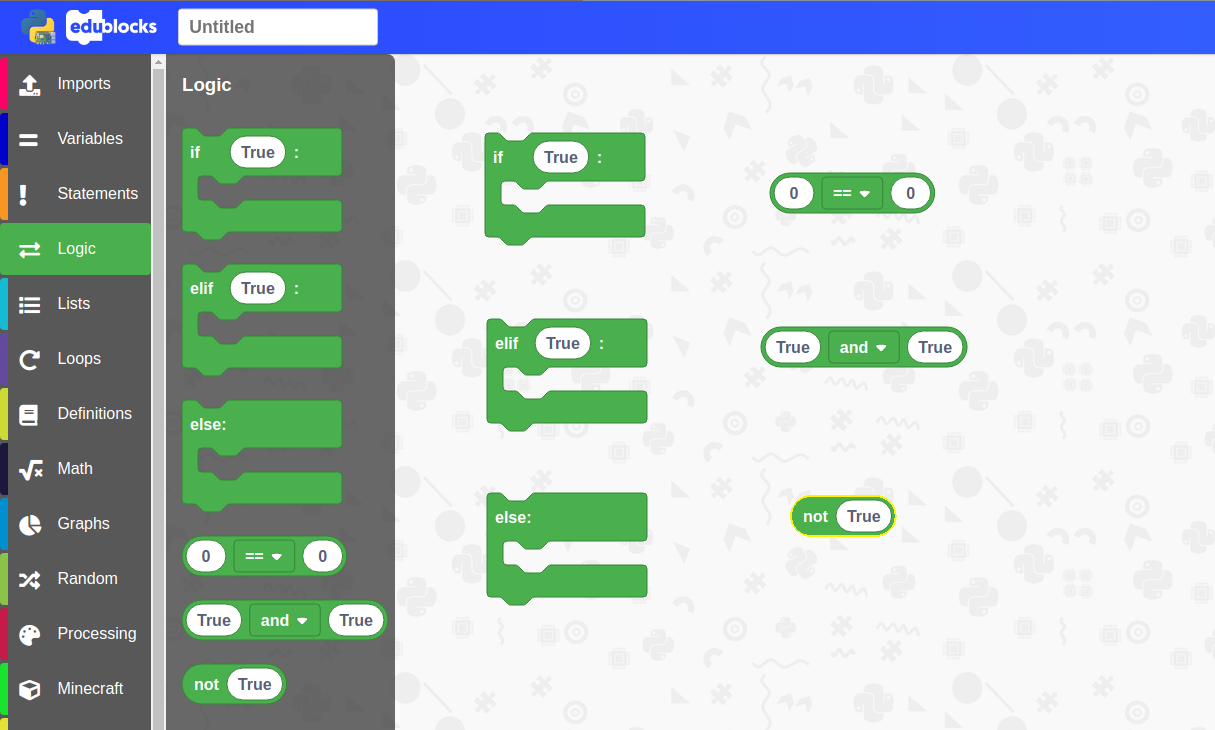 edublocks
Untitled
Imports
Variables
Statements
Logic
Lists
Loops
Definitions
Math
Graphs
Random
Processing
Minecraft
Logic
if True :
elif True :
else:
0 == 0
True and True
not True
if True :
elif True :
else:
0 == 0
True and True
not True